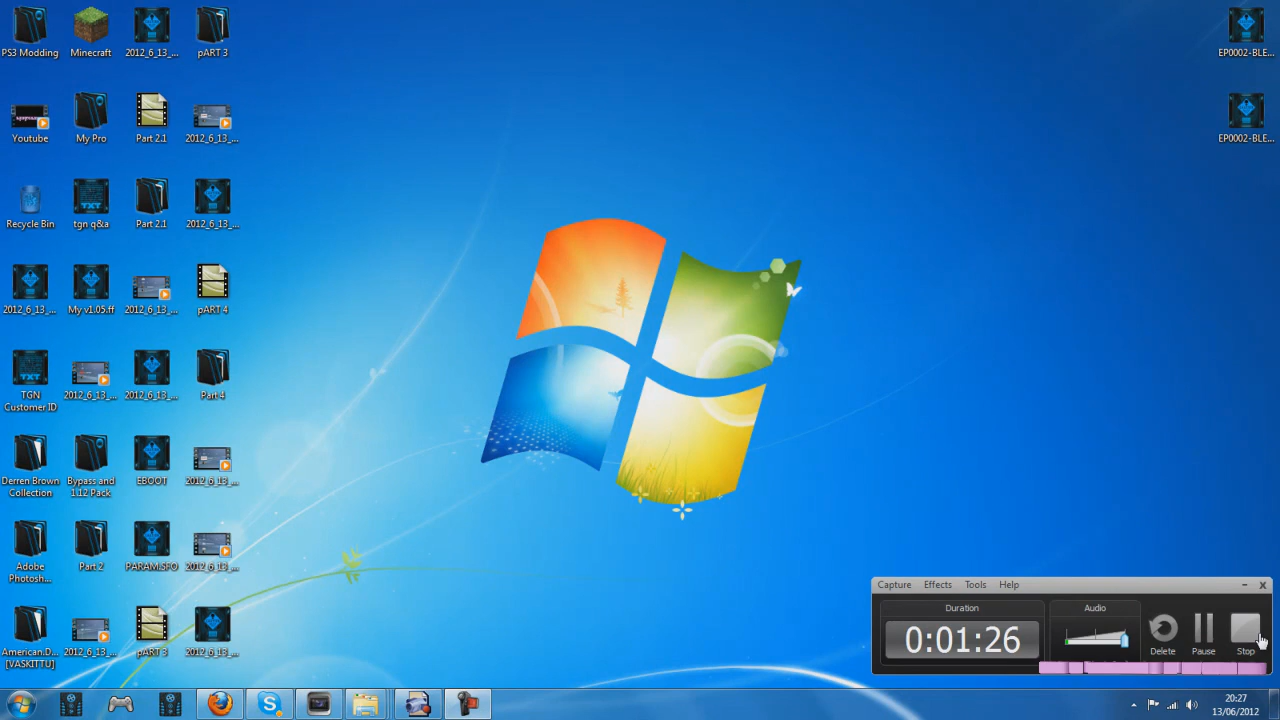 PS3 Modding
Minecraft
2012_6_13_...
pART 3
EP0002-BLE...
Youtube
My Pro
Part 2.1
2012_6_13_...
EP0002-BLE...
Recycle Bin
tgn q&a
Part 2.1
2012_6_13_...
2012_6_13_...
My v1.05.ff
2012_6_13_...
pART 4
TGN
Customer ID
2012_6_13_...
2012_6_13_...
Part 4
Derren Brown
Collection
Bypass and
1.12 Pack
EBOOT
2012_6_13_...
Adobe
Photosh...
Part 2
PARAM.SFO
2012_6_13_...
American.D...
[VASKITTU]
2012_6_13_...
pART 3
2012_6_13_...
Capture Effects Tools Help
Duration
0:01:26
Audio
Delete
Pause
Stop
20:27
13/06/2012